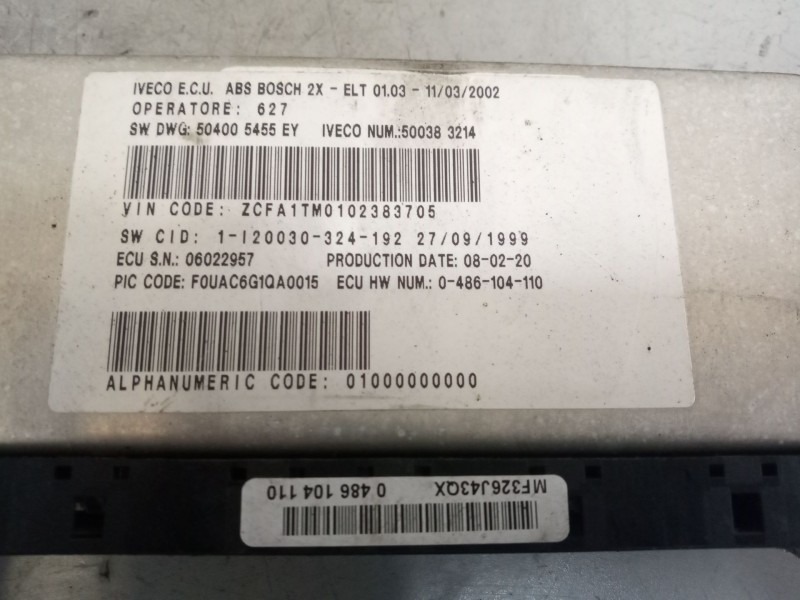 IVECO E.C.U. ABS BOSCH 2X - ELT 01.03 - 11/03/2002
OPERATORE: 627
SW DWG: 50400 5455 EY IVECO NUM.:50038 3214
VIN CODE: ZCFA1TM0102383705
SW CID: 1-I20030-324-192 27/09/1999
ECU S.N.: 06022957 PRODUCTION DATE: 08-02-20
PIC CODE: F0UAC6G1QA0015 ECU HW NUM.: 0-486-104-110
ALPHANUMERIC CODE: 01000000000
MF326J43QX 0 486 104 110